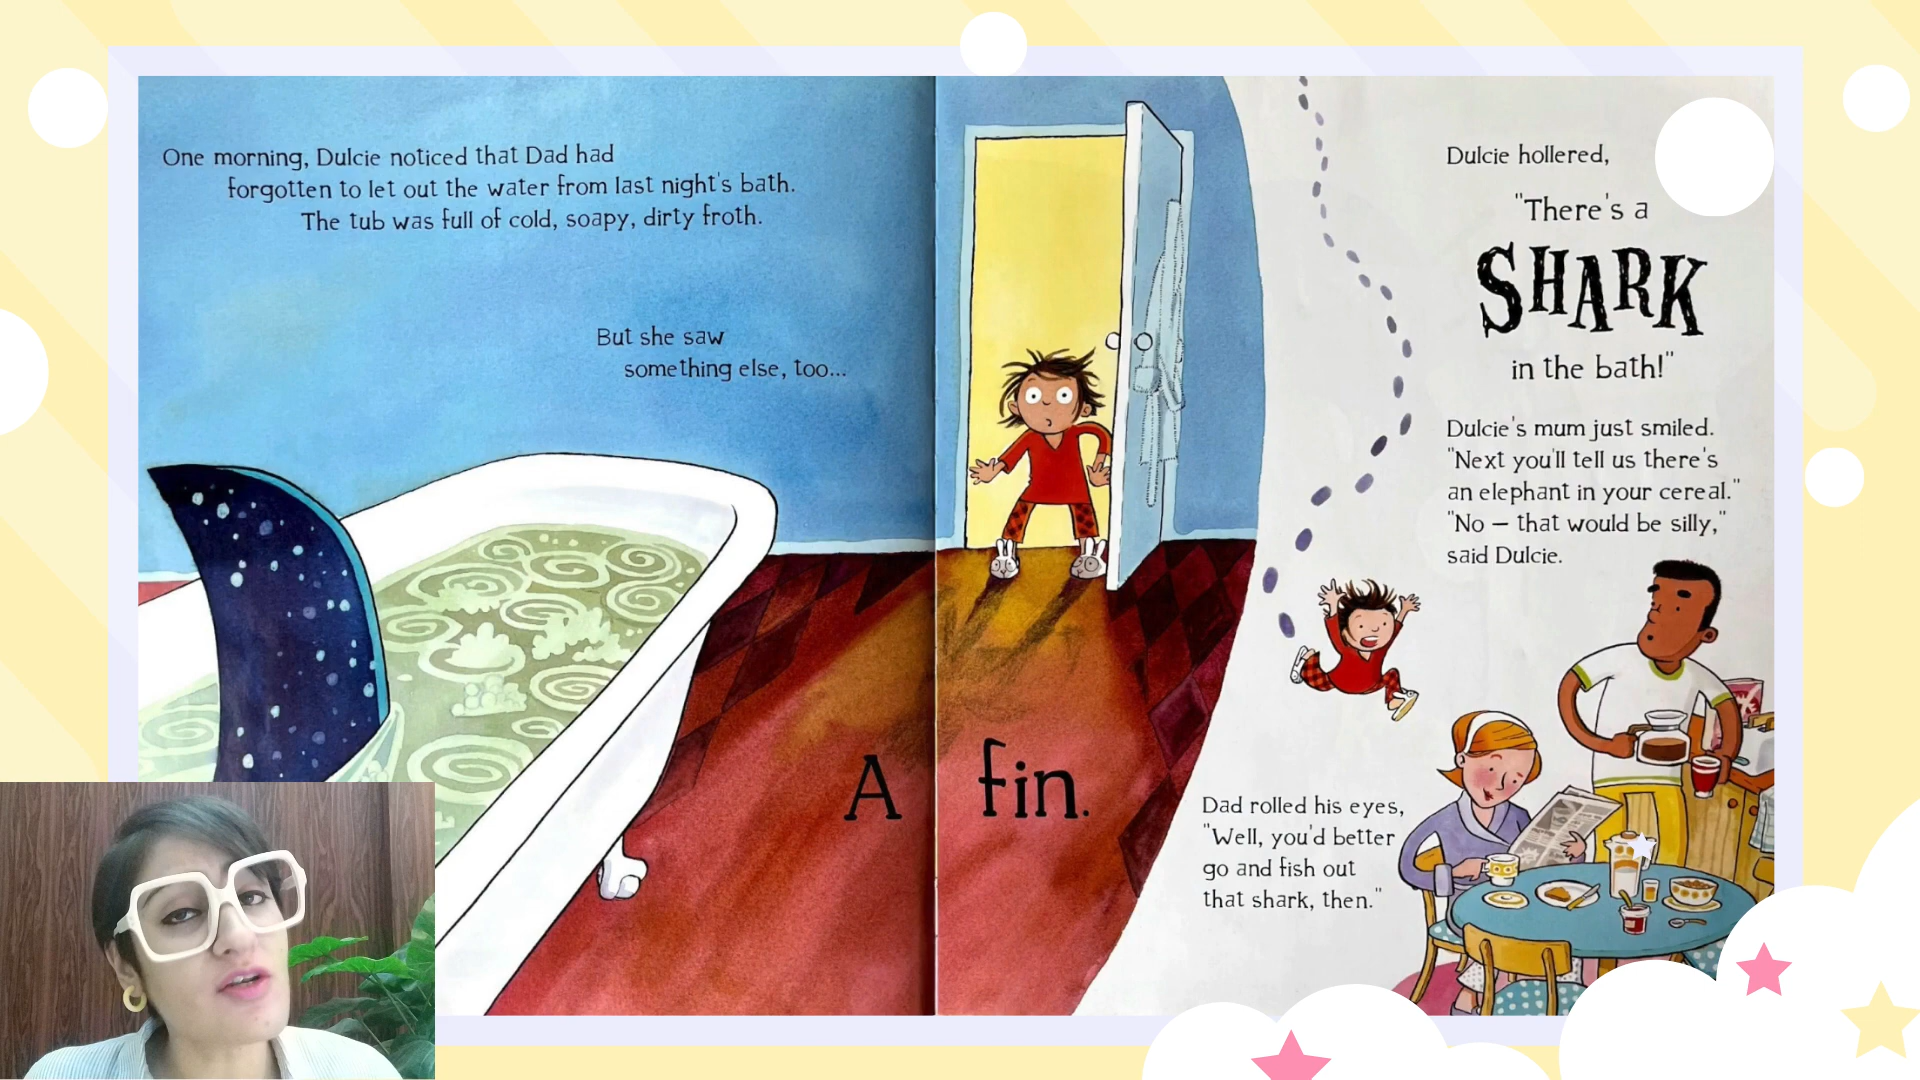 One morning, Dulcie noticed that Dad had
forgotten to let out the water from last night's bath.
The tub was full of cold, soapy, dirty froth.
But she saw
something else, too...
A fin.
Dulcie hollered,
"There's a
SHARK
in the bath!"
Dulcie's mum just smiled.
"Next you'll tell us there's
an elephant in your cereal."
"No – that would be silly,"
said Dulcie.
Dad rolled his eyes,
"Well, you'd better
go and fish out
that shark, then."